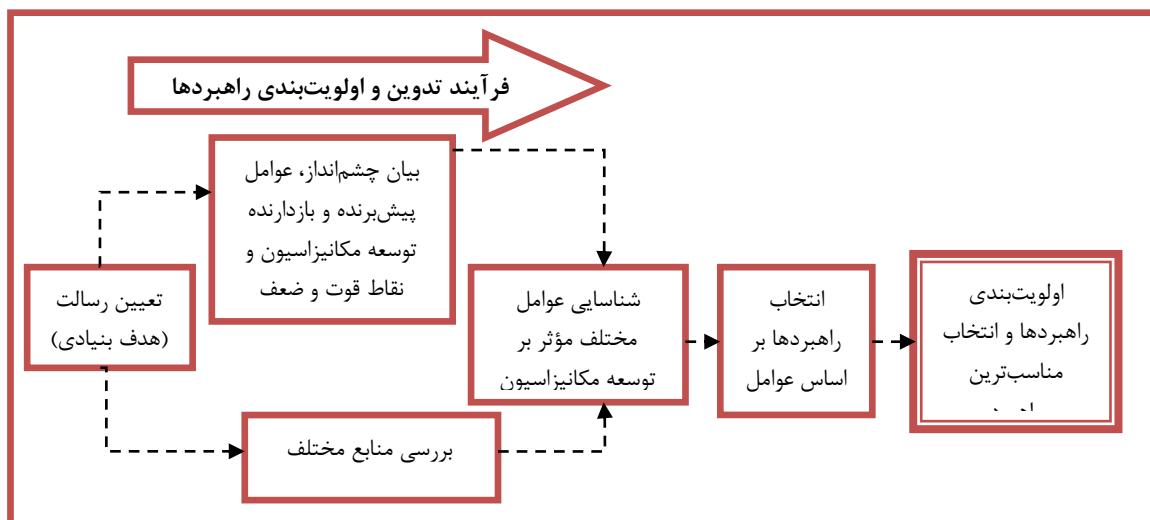 فرآیند تدوین و اولویت‌بندی راهبردها
بیان چشم‌انداز، عوامل
پیش‌برنده و بازدارنده
توسعه مکانیزاسیون و
نقاط قوت و ضعف
تعیین رسالت
(هدف بنیادی)
بررسی منابع مختلف
شناسایی عوامل
مختلف مؤثر بر
توسعه مکانیزاسیون
انتخاب
راهبردها بر
اساس عوامل
اولویت‌بندی
راهبردها و انتخاب
مناسب‌ترین